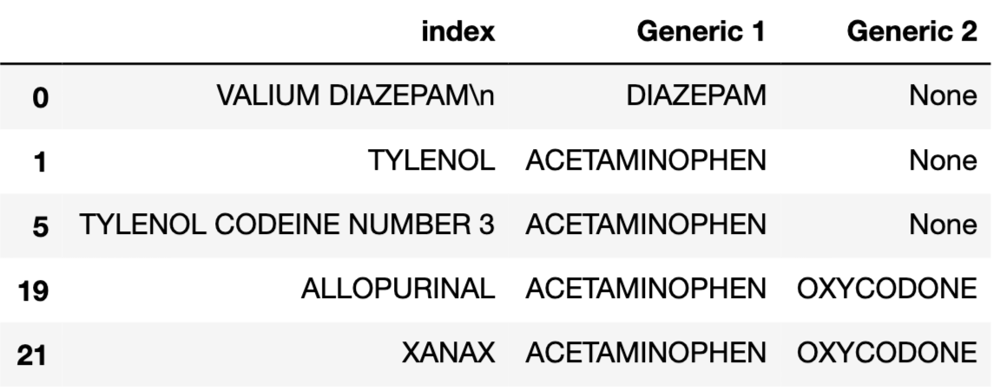 index Generic 1 Generic 2
0 VALIUM DIAZEPAM\n DIAZEPAM None
1 TYLENOL ACETAMINOPHEN None
5 TYLENOL CODEINE NUMBER 3 ACETAMINOPHEN None
19 ALLOPURINAL ACETAMINOPHEN OXYCODONE
21 XANAX ACETAMINOPHEN OXYCODONE